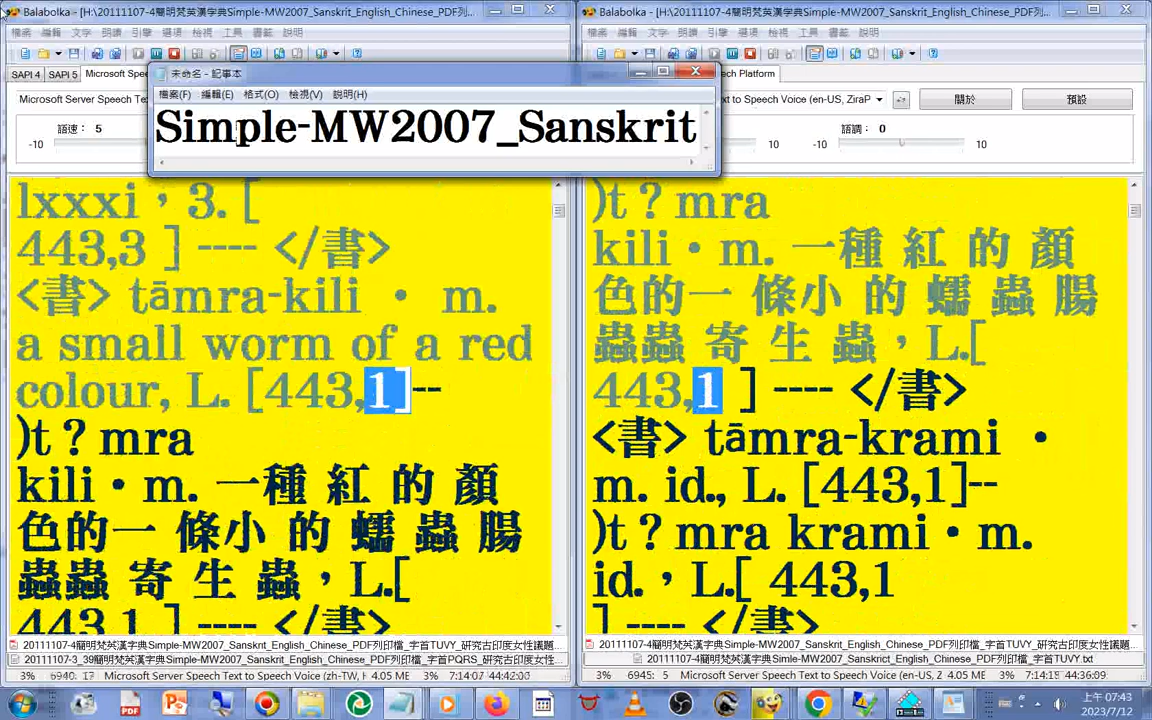 Balabolka - [H:\20111107-4簡明梵英漢字典Simple-MW2007_Sanskrit_English_Chinese_PDF列...
檔案 編輯 文字 朗讀 引擎 選項 檢視 工具 書籤 說明
SAPI 4 SAPI 5 Microsoft Spe
Microsoft Server Speech Text
語速： 5
-10
未命名 - 記事本
檔案(F) 編輯(E) 格式(O) 檢視(V) 說明(H)
Simple-MW2007_Sanskrit
lxxxi，3. [
443,3 ] ---- </書>
<書> tāmra-kili • m.
a small worm of a red
colour, L. [443,1]--
)t？mra
kili • m. 一種 紅 的 顏
色的一 條小 的 蠕 蟲 腸
蟲蟲 寄 生 蟲，L.[
443,1 ] ---- </書>
20111107-4簡明梵英漢字典Simple-MW2007_Sanskrit_English_Chinese_PDF列印檔_字首TUVY_研究古印度女性議題...
20111107-3_39簡明梵英漢字典Simple-MW2007_Sanskrit_English_Chinese_PDF列印檔_字首PQRS_研究古印度女性...
3% 6940: 17 Microsoft Server Speech Text to Speech Voice (zh-TW, H 4.05 ME 3% 7:14:07 44:42:00
Balabolka - [H:\20111107-4簡明梵英漢字典Simple-MW2007_Sanskrit_English_Chinese_PDF列...
檔案 編輯 文字 朗讀 引擎 選項 檢視 工具 書籤 說明
ech Platform
xt to Speech Voice (en-US, ZiraP
關於 預設
語調： 0
10 -10 10
)t？mra
kili • m. 一種 紅 的 顏
色的一 條小 的 蠕 蟲 腸
蟲蟲 寄 生 蟲，L.[
443,1 ] ---- </書>
<書> tāmra-krami •
m. id., L. [443,1]--
)t？mra krami • m.
id.，L.[ 443,1
] ---- </書>
20111107-4簡明梵英漢字典Simple-MW2007_Sanskrit_English_Chinese_PDF列印檔_字首TUVY_研究古印度女性議題...
20111107-4簡明梵英漢字典Simle-MW2007_Sanskrict_English_Chinese_PDF列印檔_字首TUVY.txt
3% 6945: 5 Microsoft Server Speech Text to Speech Voice (en-US, Z 4.05 ME 3% 7:14:15 44:36:09
上午 07:43
2023/7/12